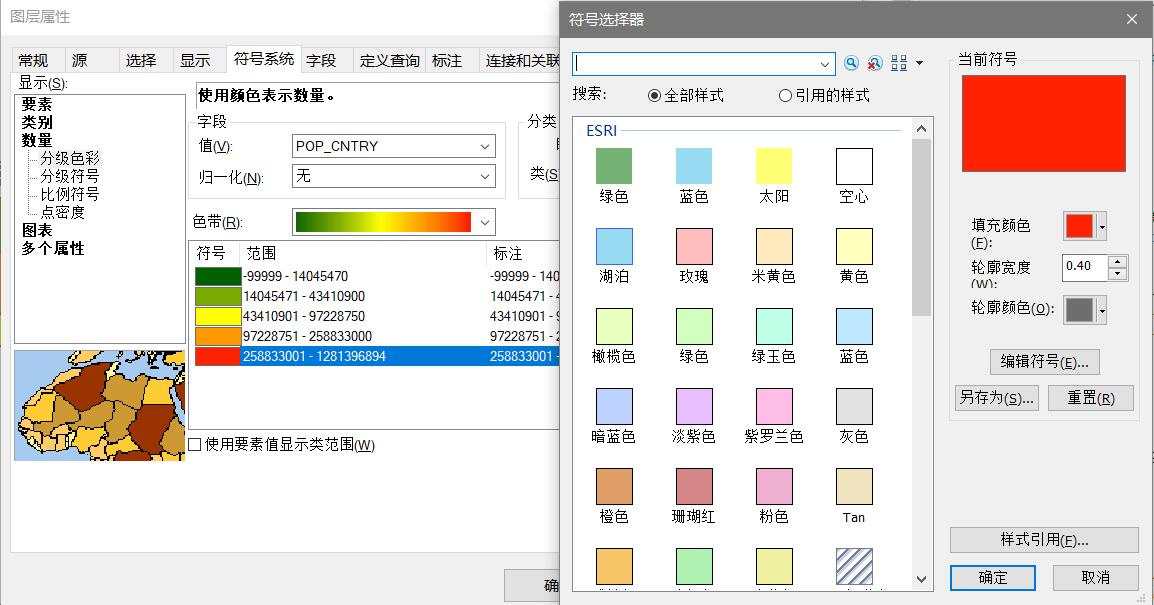 图层属性
常规 源 选择 显示 符号系统 字段 定义查询 标注 连接和关联
显示(S):
要素
类别
数量
分级色彩
分级符号
比例符号
点密度
图表
多个属性
使用颜色表示数量。
字段
值(V): POP_CNTRY
归一化(N): 无
分类
类(S
色带(R):
符号 范围 标注
-99999 - 14045470 -99999 - 140
14045471 - 43410900 14045471 - 4
43410901 - 97228750 43410901 - 9
97228751 - 258833000 97228751 - 2
258833001 - 1281396894 258833001 -
使用要素值显示类范围(W)
确
符号选择器
搜索: 全部样式 引用的样式
ESRI
绿色 蓝色 太阳 空心
湖泊 玫瑰 米黄色 黄色
橄榄色 绿色 绿玉色 蓝色
暗蓝色 淡紫色 紫罗兰色 灰色
橙色 珊瑚红 粉色 Tan
当前符号
填充颜色
(F):
轮廓宽度
(W): 0.40
轮廓颜色(O):
编辑符号(E)...
另存为(S)... 重置(R)
样式引用(F)...
确定 取消